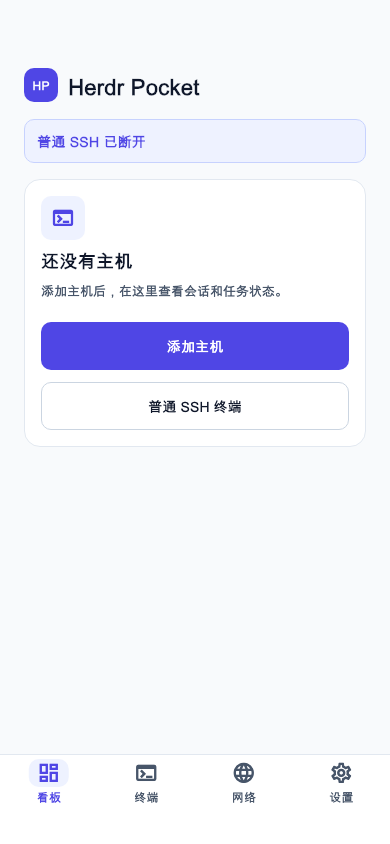 HP
Herdr Pocket
普通 SSH 已断开
还没有主机
添加主机后，在这里查看会话和任务状态。
添加主机
普通 SSH 终端
看板
终端
网络
设置